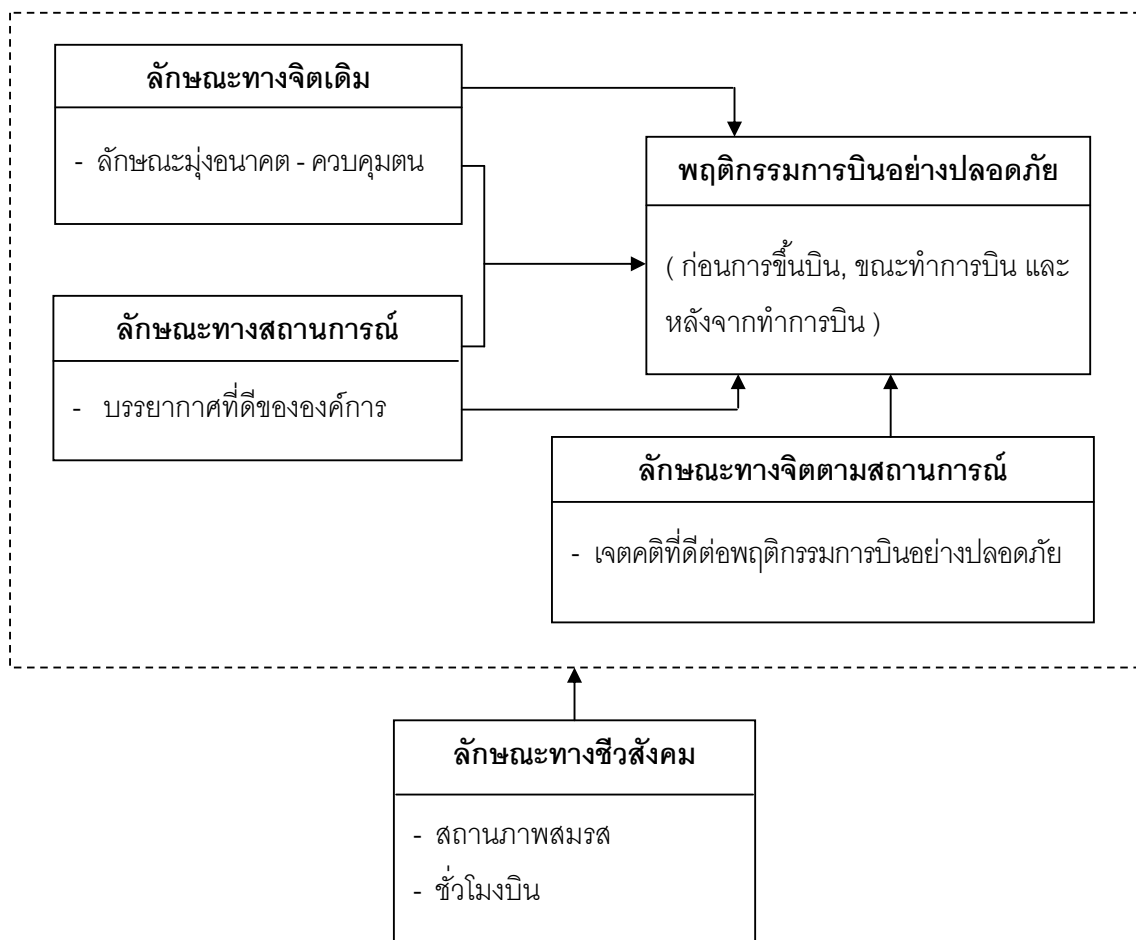 ลักษณะทางจิตเดิม
- ลักษณะมุ่งอนาคต - ควบคุมตน
พฤติกรรมการบินอย่างปลอดภัย
( ก่อนการขึ้นบิน, ขณะทำการบิน และ
หลังจากทำการบิน )
ลักษณะทางสถานการณ์
- บรรยากาศที่ดีขององค์การ
ลักษณะทางจิตตามสถานการณ์
- เจตคติที่ดีต่อพฤติกรรมการบินอย่างปลอดภัย
ลักษณะทางชีวสังคม
- สถานภาพสมรส
- ชั่วโมงบิน